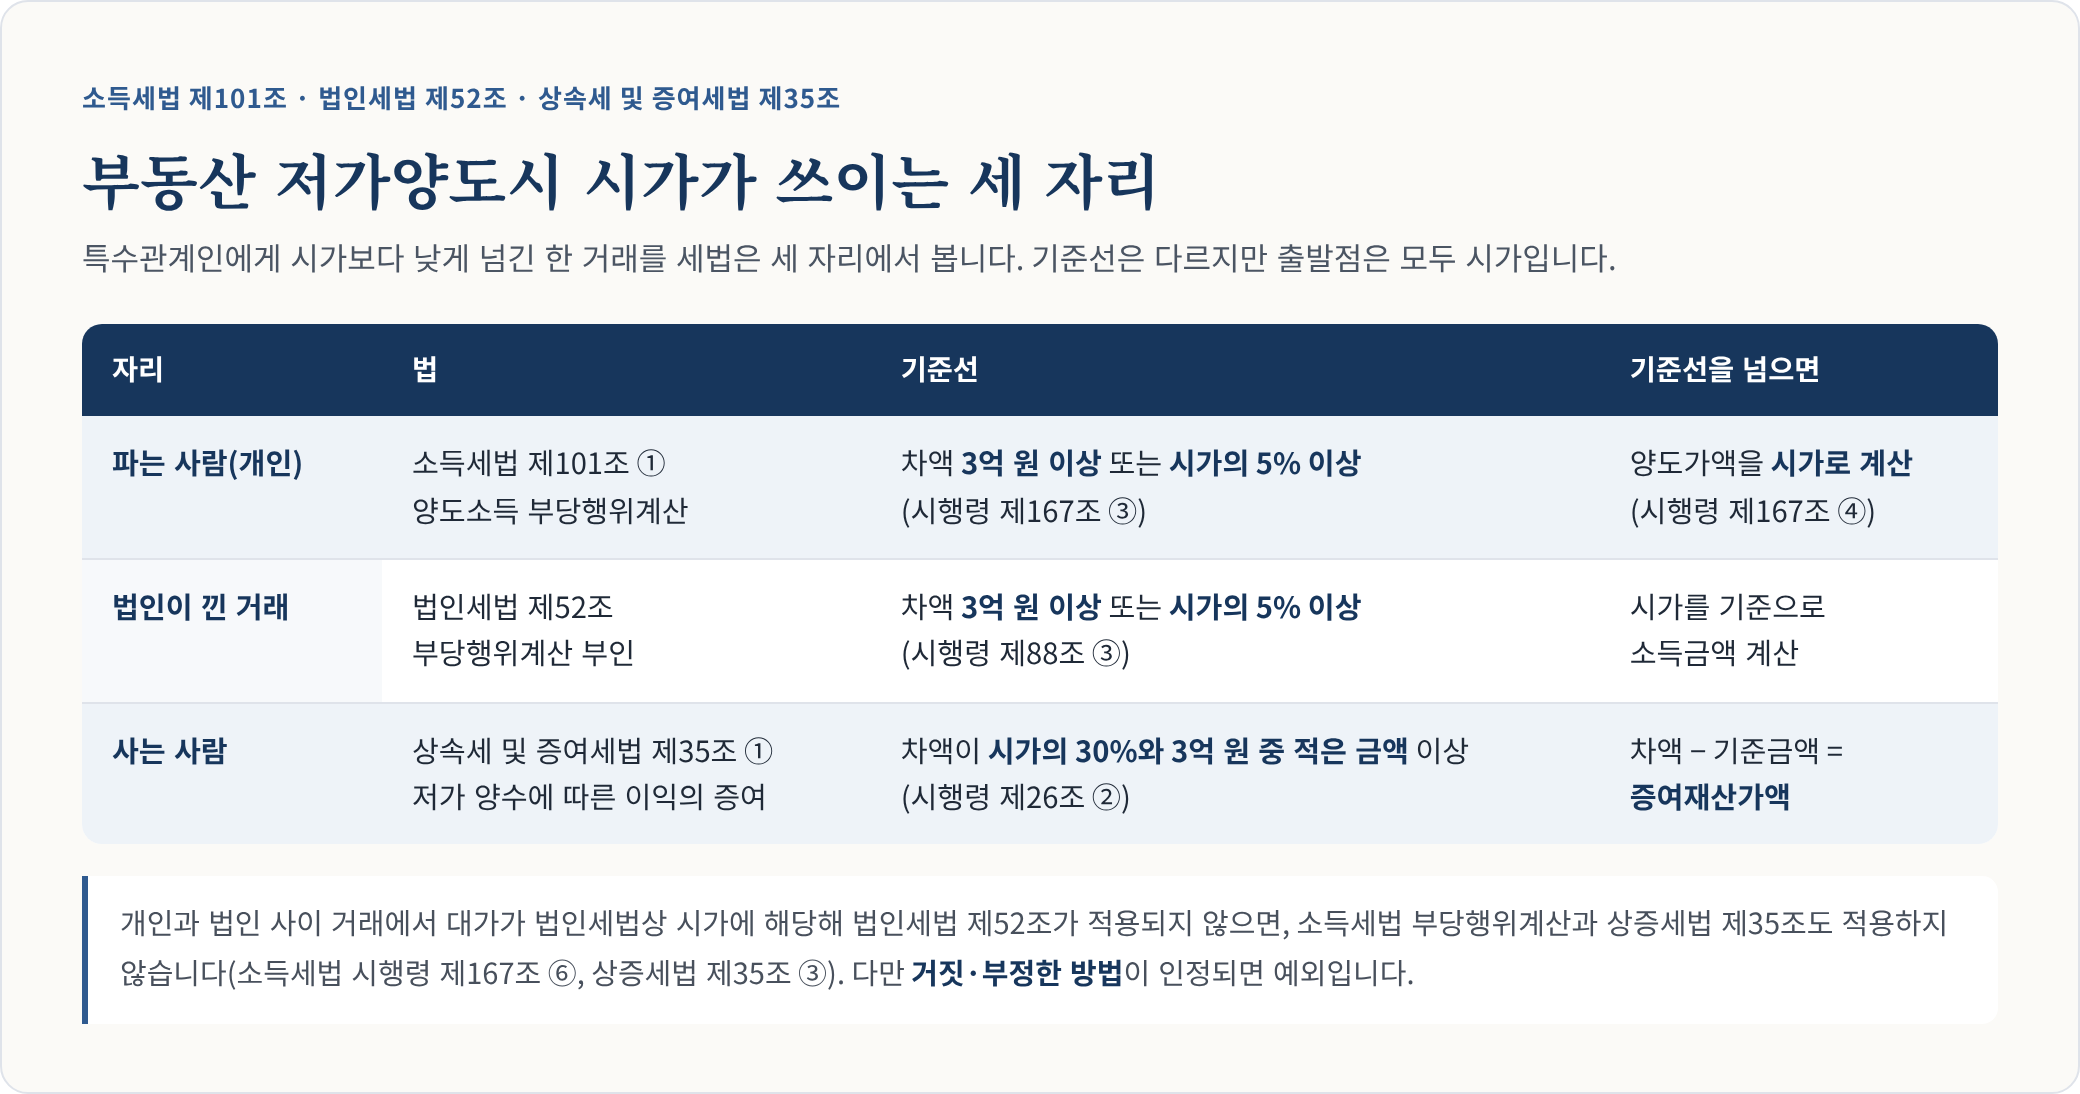 소득세법 제101조 · 법인세법 제52조 · 상속세 및 증여세법 제35조
부동산 저가양도시 시가가 쓰이는 세 자리
특수관계인에게 시가보다 낮게 넘긴 한 거래를 세법은 세 자리에서 봅니다. 기준선은 다르지만 출발점은 모두 시가입니다.
자리 법 기준선 기준선을 넘으면
파는 사람(개인) 소득세법 제101조 ① 차액 3억 원 이상 또는 시가의 5% 이상 양도가액을 시가로 계산
양도소득 부당행위계산 (시행령 제167조 ③) (시행령 제167조 ④)
법인이 낀 거래 법인세법 제52조 차액 3억 원 이상 또는 시가의 5% 이상 시가를 기준으로
부당행위계산 부인 (시행령 제88조 ③) 소득금액 계산
사는 사람 상속세 및 증여세법 제35조 ① 차액이 시가의 30%와 3억 원 중 적은 금액 이상 차액 − 기준금액 =
저가 양수에 따른 이익의 증여 (시행령 제26조 ②) 증여재산가액
개인과 법인 사이 거래에서 대가가 법인세법상 시가에 해당해 법인세법 제52조가 적용되지 않으면, 소득세법 부당행위계산과 상증세법 제35조도 적용하지
않습니다(소득세법 시행령 제167조 ⑥, 상증세법 제35조 ③). 다만 거짓·부정한 방법이 인정되면 예외입니다.